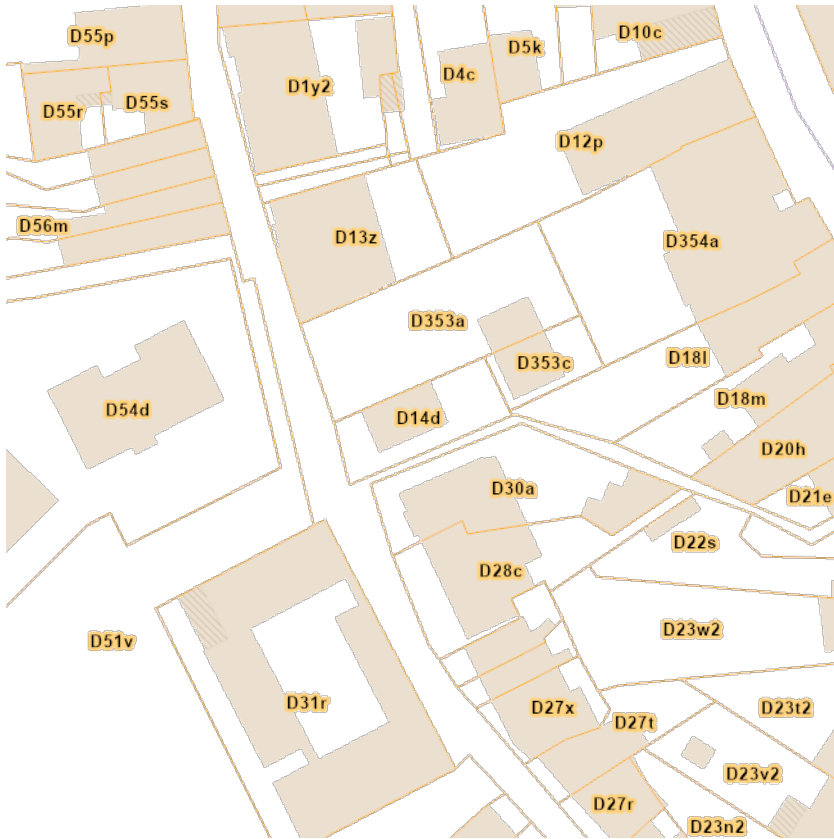 D55p
D10c
D5k
D4c
D1y2
D55s
D55r
D12p
D56m
D13z
D354a
D353a
D18l
D353c
D18m
D54d
D14d
D20h
D30a
D21e
D22s
D28c
D23w2
D51v
D31r
D27x
D23t2
D27t
D23v2
D27r
D23n2